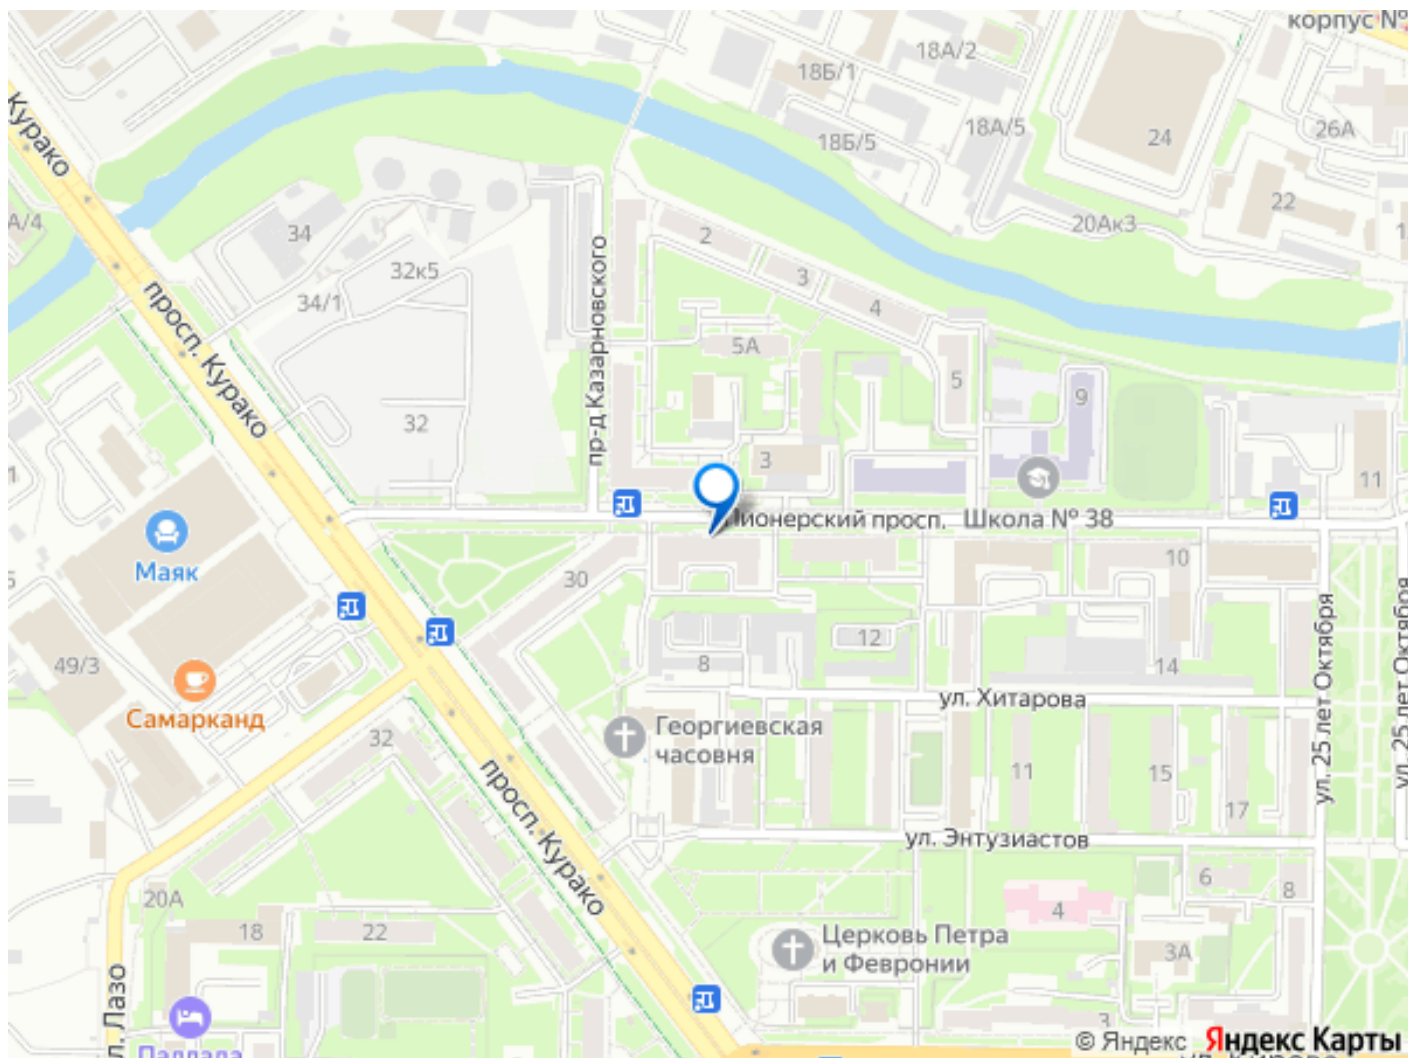 корпус №
18А/2
18Б/1
Курако
18А/5
26А
24
18Б/5
22
А/4
20Ак3
34
2
32к5
3
34/1
4
просп. Курако
пр-д Казарновского
5А
5
9
32
3
11
Пионерский просп.
Школа № 38
Маяк
10
30
49/3
12
8
14
ул. Хитарова
ул. 25 лет Октября
ул. 25 лет Октября
Самарканд
Георгиевская
часовня
32
11
15
17
просп. Курако
ул. Энтузиастов
20А
6
8
4
18
22
Церковь Петра
и Февронии
3А
л. Лазо
3
Паллада
© Яндекс Яндекс Карты